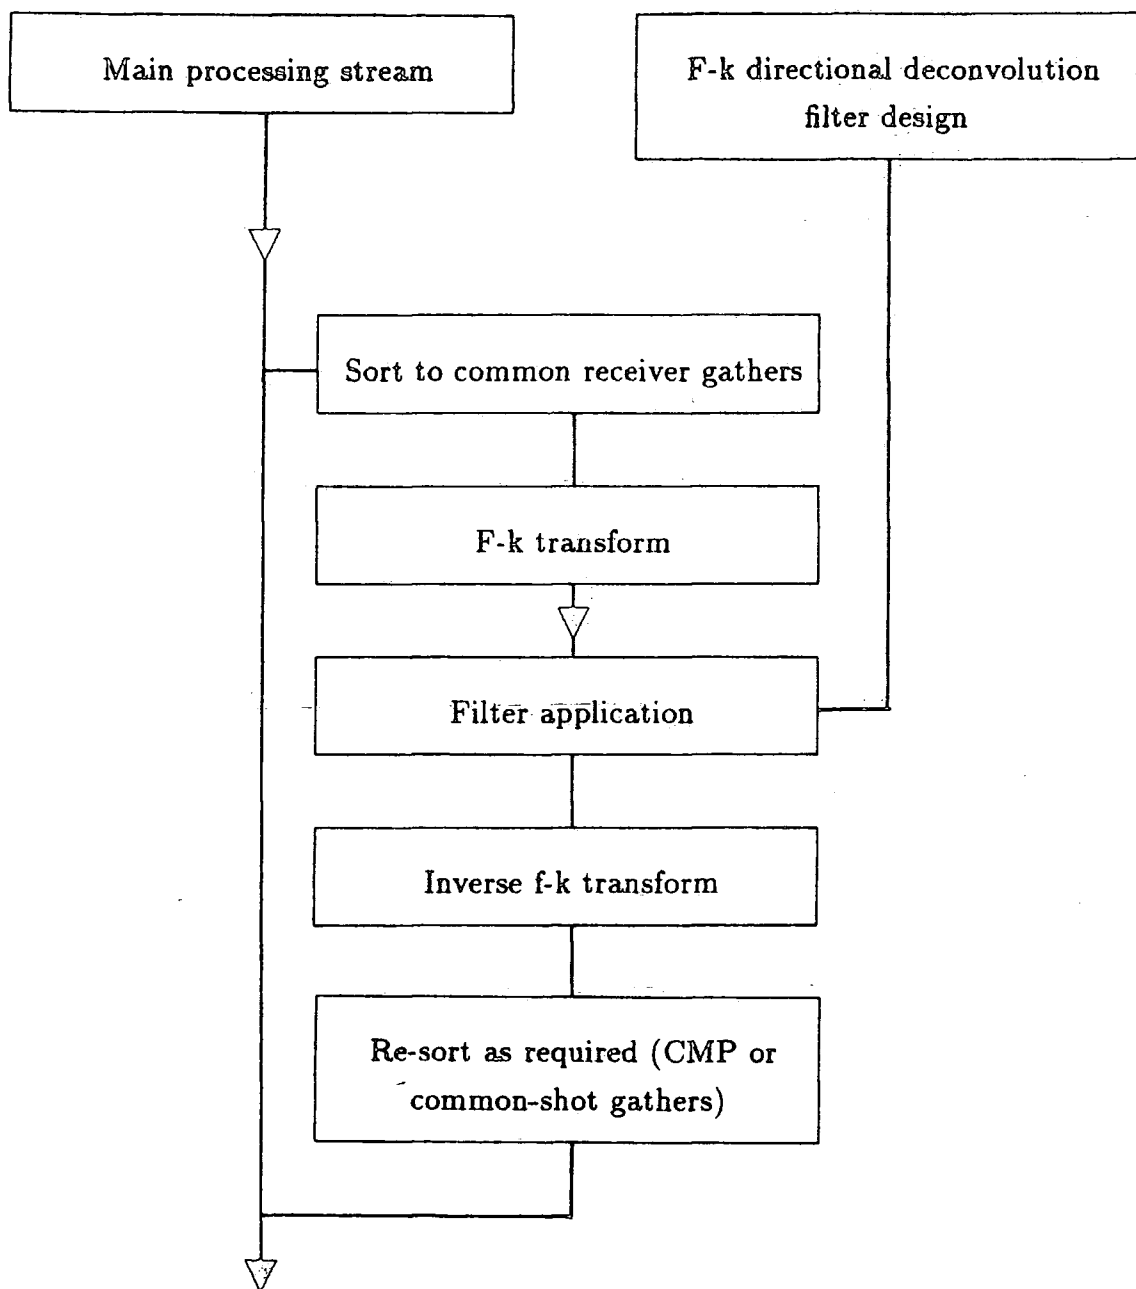 Main processing stream
F-k directional deconvolution
filter design
Sort to common receiver gathers
F-k transform
Filter application
Inverse f-k transform
Re-sort as required (CMP or
common-shot gathers)